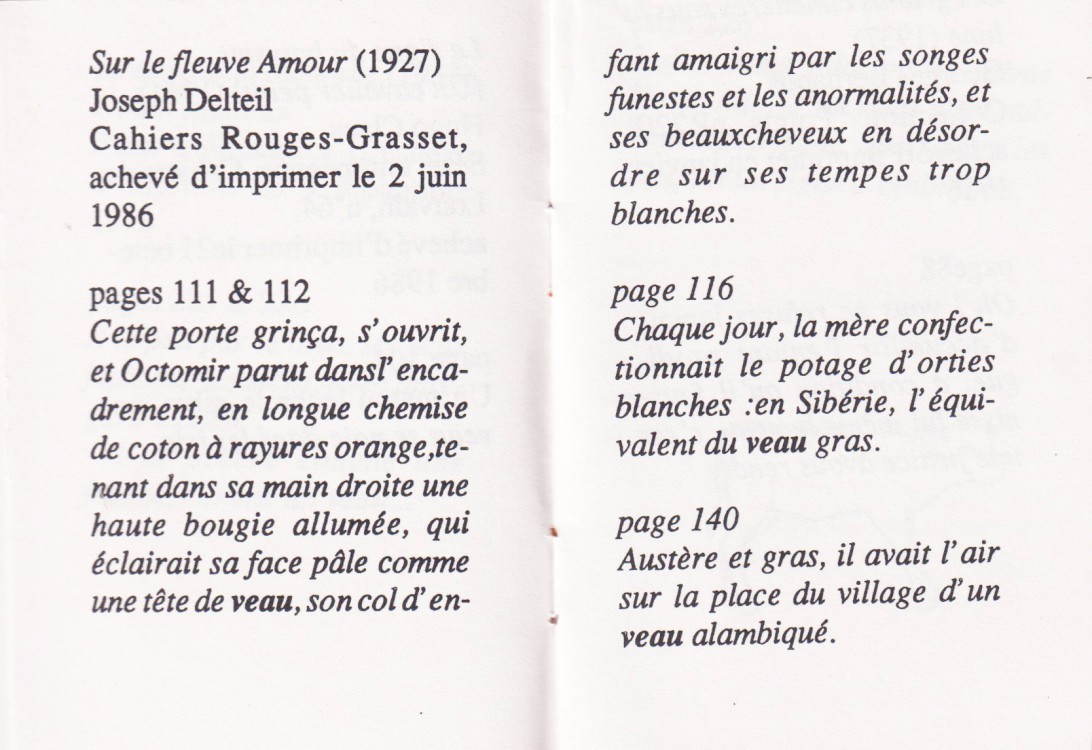 Sur le fleuve Amour (1927)
Joseph Delteil
Cahiers Rouges-Grasset,
achevé d'imprimer le 2 juin
1986
pages 111 & 112
Cette porte grinça, s'ouvrit,
et Octomir parut dansl'enca-
drement, en longue chemise
de coton à rayures orange,te-
nant dans sa main droite une
haute bougie allumée, qui
éclairait sa face pâle comme
une tête de veau, son col d'en-
fant amaigri par les songes
funestes et les anormalités, et
ses beauxcheveux en désor-
dre sur ses tempes trop
blanches.
page 116
Chaque jour, la mère confec-
tionnait le potage d'orties
blanches :en Sibérie, l'équi-
valent du veau gras.
page 140
Austère et gras, il avait l'air
sur la place du village d'un
veau alambiqué.